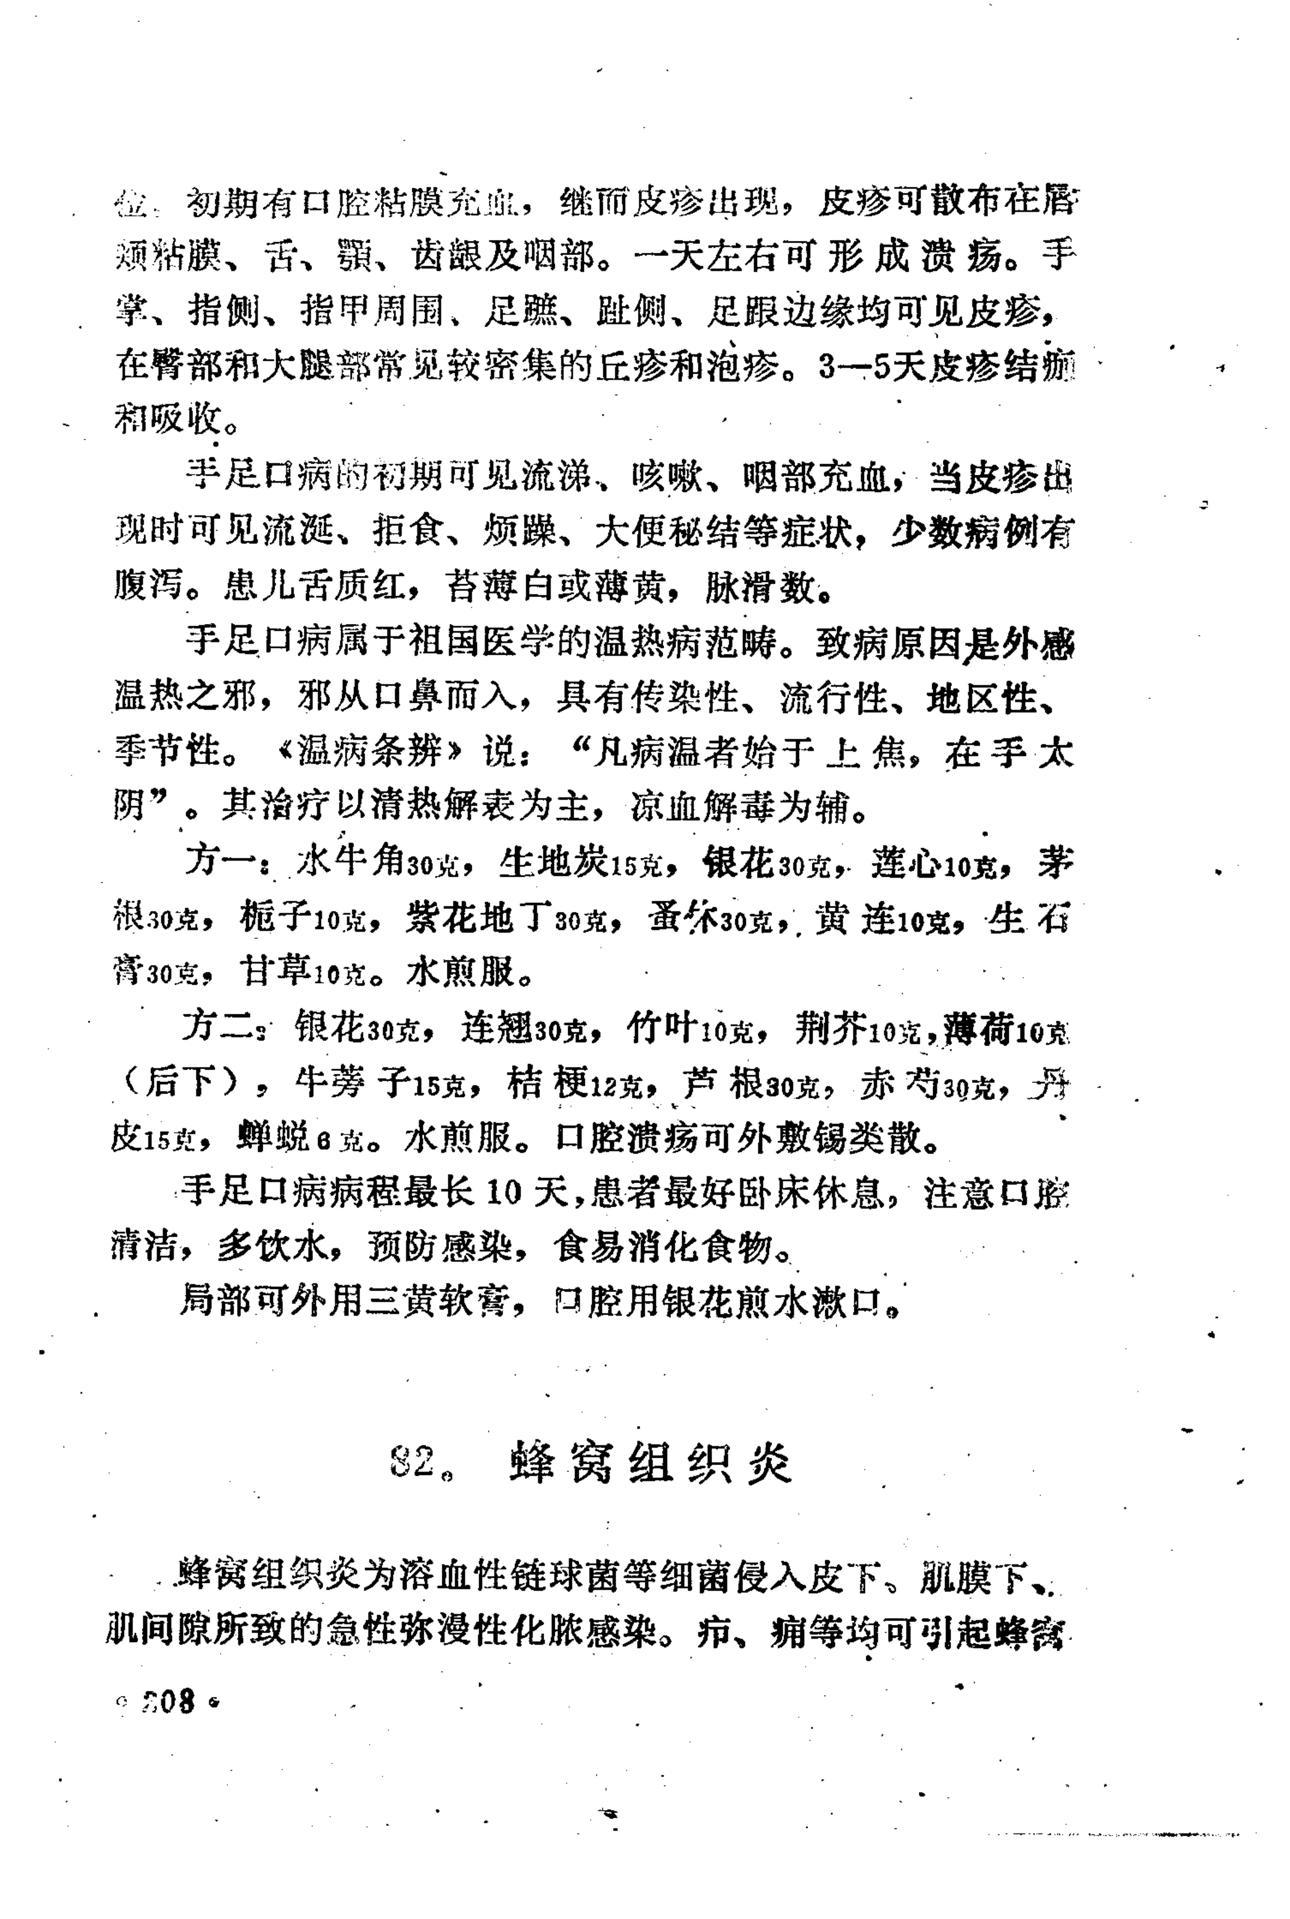 位。初期有口腔粘膜充血，继而皮疹出现，皮疹可散布在唇
颊粘膜、舌、颚、齿龈及咽部。一天左右可形成溃疡。手
掌、指侧、指甲周围、足蹠、趾侧、足跟边缘均可见皮疹，
在臀部和大腿部常见较密集的丘疹和泡疹。3—5天皮疹结痂
和吸收。
手足口病的初期可见流涕、咳嗽、咽部充血，当皮疹出
现时可见流涎、拒食、烦躁、大便秘结等症状，少数病例有
腹泻。患儿舌质红，苔薄白或薄黄，脉滑数。
手足口病属于祖国医学的温热病范畴。致病原因是外感
温热之邪，邪从口鼻而入，具有传染性、流行性、地区性、
季节性。《温病条辨》说：“凡病温者始于上焦，在手太
阴”。其治疗以清热解表为主，凉血解毒为辅。
方一：水牛角30克，生地炭15克，银花30克，莲心10克，茅
根30克，栀子10克，紫花地丁30克，蚤休30克，黄连10克，生石
膏30克，甘草10克。水煎服。
方二：银花30克，连翘30克，竹叶10克，荆芥10克，薄荷10克
（后下），牛蒡子15克，桔梗12克，芦根30克，赤芍30克，丹
皮15克，蝉蜕6克。水煎服。口腔溃疡可外敷锡类散。
手足口病病程最长10天，患者最好卧床休息，注意口腔
清洁，多饮水，预防感染，食易消化食物。
局部可外用三黄软膏，口腔用银花煎水漱口。
82。蜂窝组织炎
蜂窝组织炎为溶血性链球菌等细菌侵入皮下、肌膜下、
肌间隙所致的急性弥漫性化脓感染。疖、痈等均可引起蜂窝
·208·